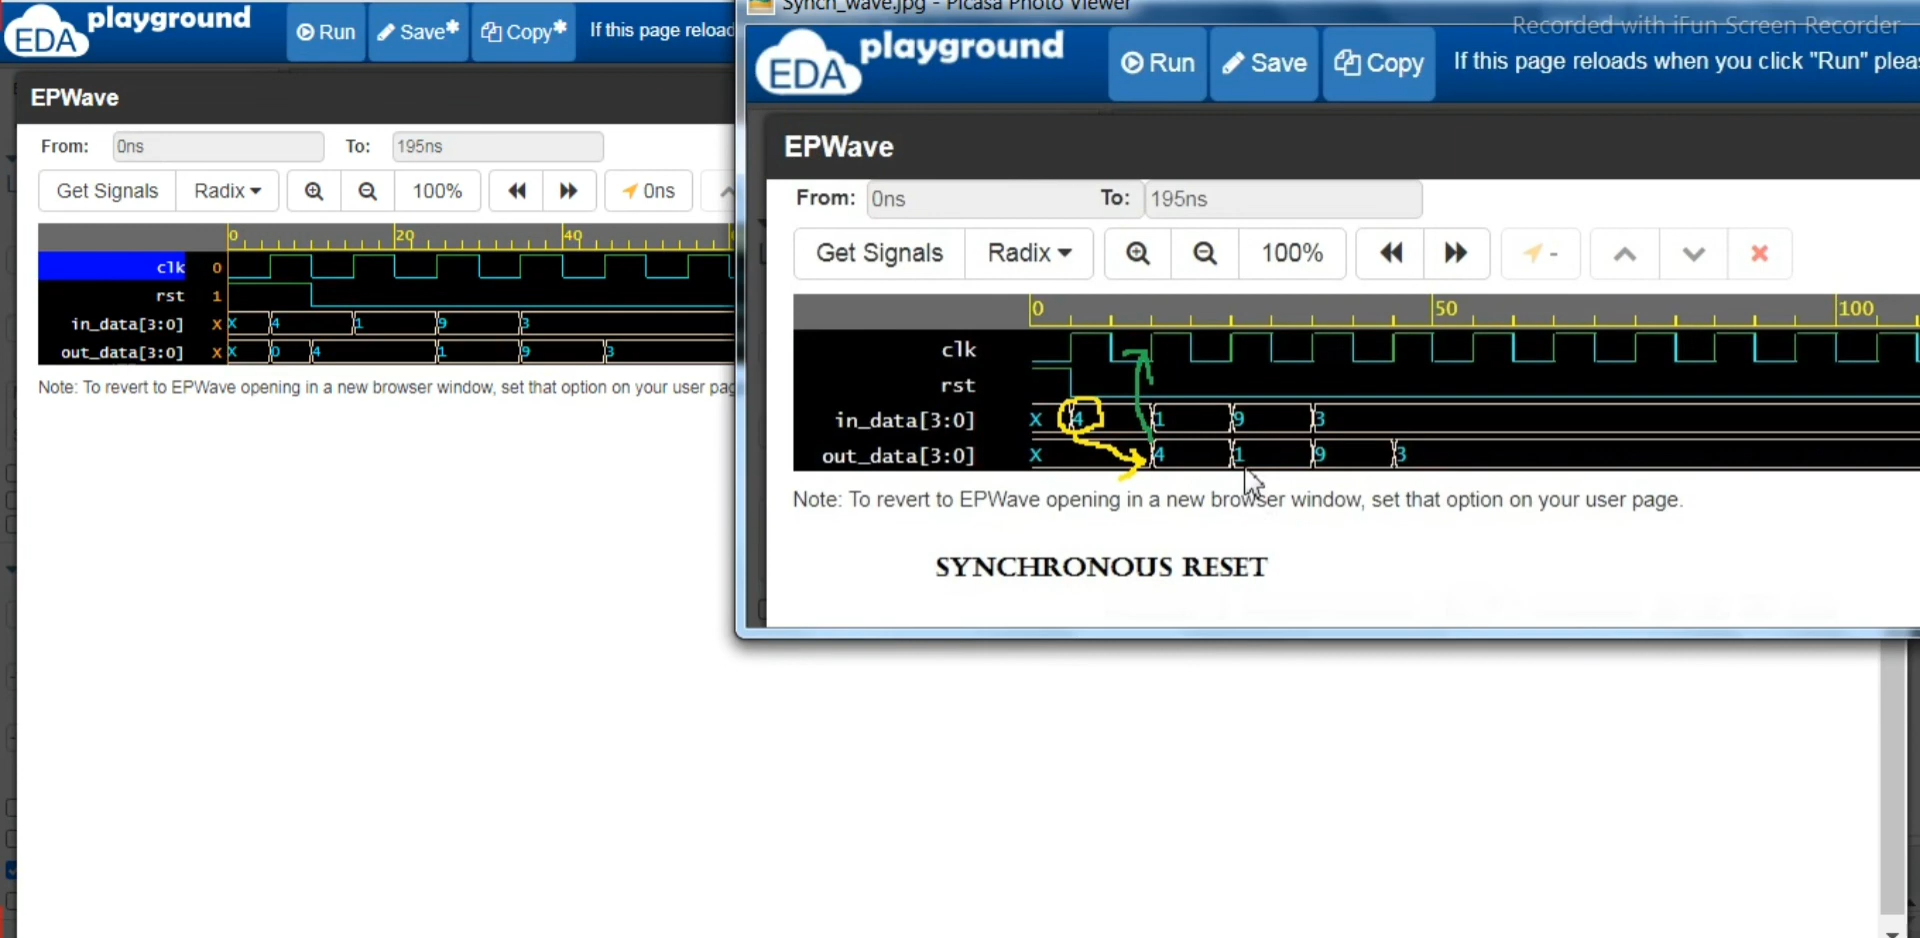 EDA playground
Run
Save*
Copy*
If this page reload
EPWave
From: 0ns To: 195ns
Get Signals Radix 100% 0ns
0 20 40
clk 0
rst 1
in_data[3:0] X X 4 1 9 3
out_data[3:0] X X 0 4 1 9 3
Note: To revert to EPWave opening in a new browser window, set that option on your user pag
Synch_wave.jpg - Picasa Photo Viewer
Recorded with iFun Screen Recorder
EDA playground
Run
Save
Copy
If this page reloads when you click "Run" plea
EPWave
From: 0ns To: 195ns
Get Signals Radix 100% -
0 50 100
clk
rst
in_data[3:0] X 4 1 9 3
out_data[3:0] X 4 1 9 3
Note: To revert to EPWave opening in a new browser window, set that option on your user page.
SYNCHRONOUS RESET